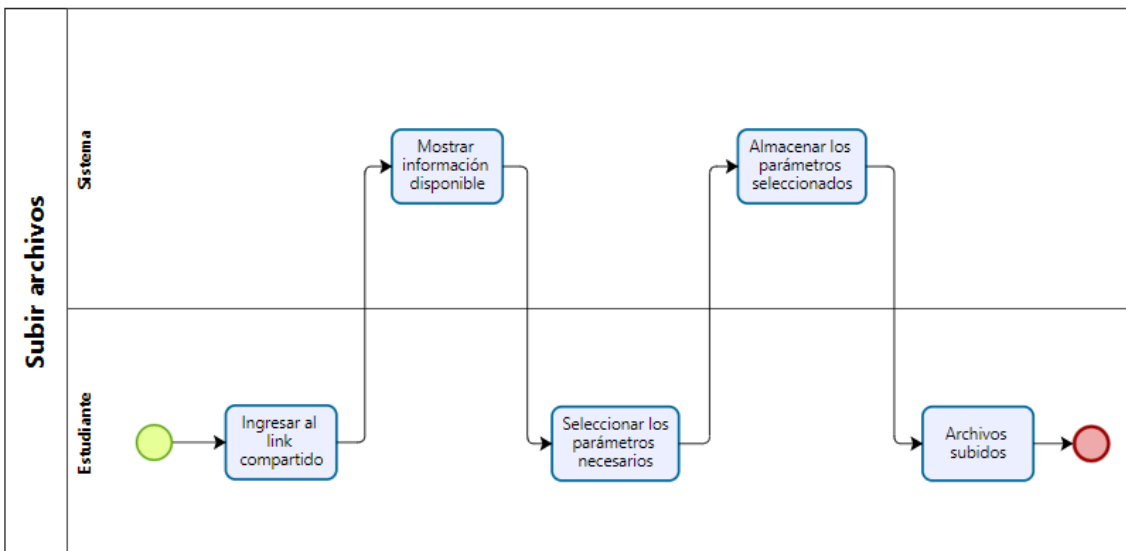 Subir archivos
Sistema
Mostrar
información
disponible
Almacenar los
parámetros
seleccionados
Estudiante
Ingresar al
link
compartido
Seleccionar los
parámetros
necesarios
Archivos
subidos